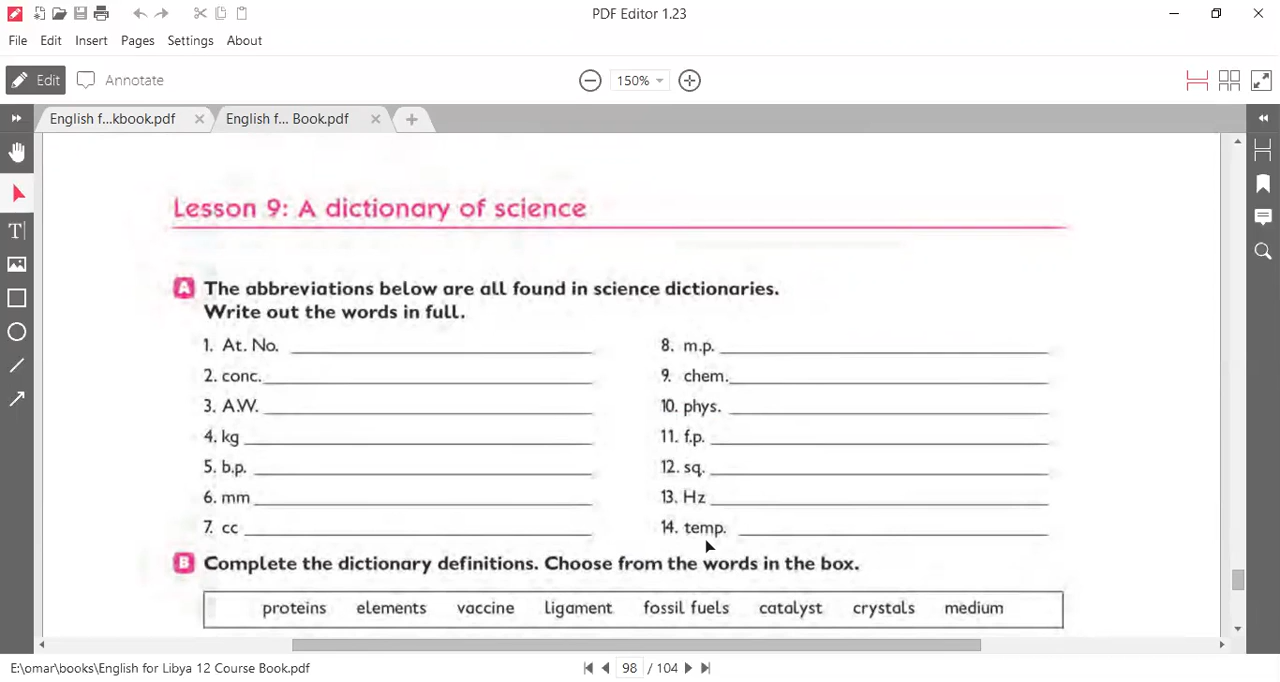 PDF Editor 1.23
File Edit Insert Pages Settings About
Edit Annotate 150%
English f...kbook.pdf English f... Book.pdf
Lesson 9: A dictionary of science
A The abbreviations below are all found in science dictionaries.
Write out the words in full.
1. At. No.
2. conc.
3. A.W.
4. kg
5. b.p.
6. mm
7. cc
8. m.p.
9. chem.
10. phys.
11. f.p.
12. sq.
13. Hz
14. temp.
B Complete the dictionary definitions. Choose from the words in the box.
proteins elements vaccine ligament fossil fuels catalyst crystals medium
E:\omar\books\English for Libya 12 Course Book.pdf 98 / 104